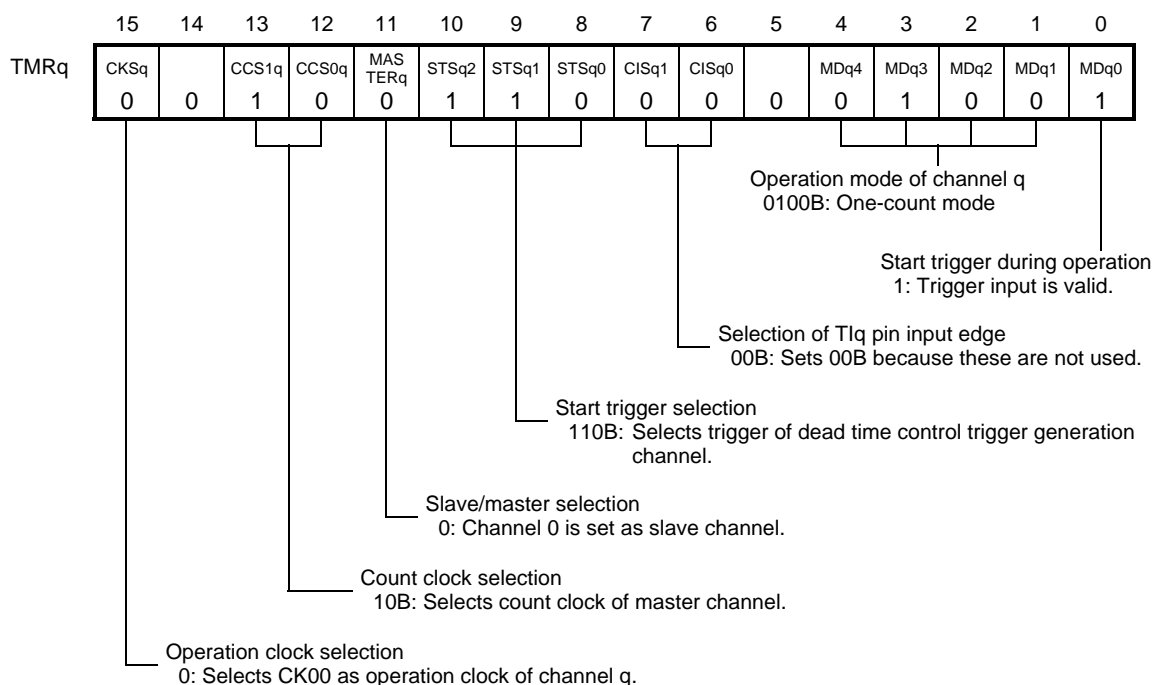 15 14 13 12 11 10 9 8 7 6 5 4 3 2 1 0
TMRq
CKSq CCS1q CCS0q MAS TERq STSq2 STSq1 STSq0 CISq1 CISq0 MDq4 MDq3 MDq2 MDq1 MDq0
0 0 1 0 0 1 1 0 0 0 0 0 1 0 0 1
Operation mode of channel q
0100B: One-count mode
Start trigger during operation
1: Trigger input is valid.
Selection of TIq pin input edge
00B: Sets 00B because these are not used.
Start trigger selection
110B: Selects trigger of dead time control trigger generation
channel.
Slave/master selection
0: Channel 0 is set as slave channel.
Count clock selection
10B: Selects count clock of master channel.
Operation clock selection
0: Selects CK00 as operation clock of channel q.